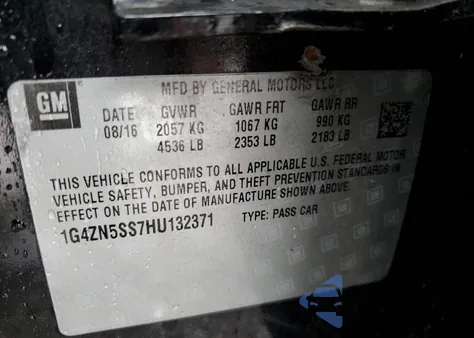 MFD BY GENERAL MOTORS LLC
GM
DATE GVWR GAWR FRT GAWR RR
08/16 2057 KG 1067 KG 990 KG
4536 LB 2353 LB 2183 LB
THIS VEHICLE CONFORMS TO ALL APPLICABLE U.S. FEDERAL MOTOR
VEHICLE SAFETY, BUMPER, AND THEFT PREVENTION STANDARDS IN
EFFECT ON THE DATE OF MANUFACTURE SHOWN ABOVE.
1G4ZN5SS7HU132371 TYPE: PASS CAR